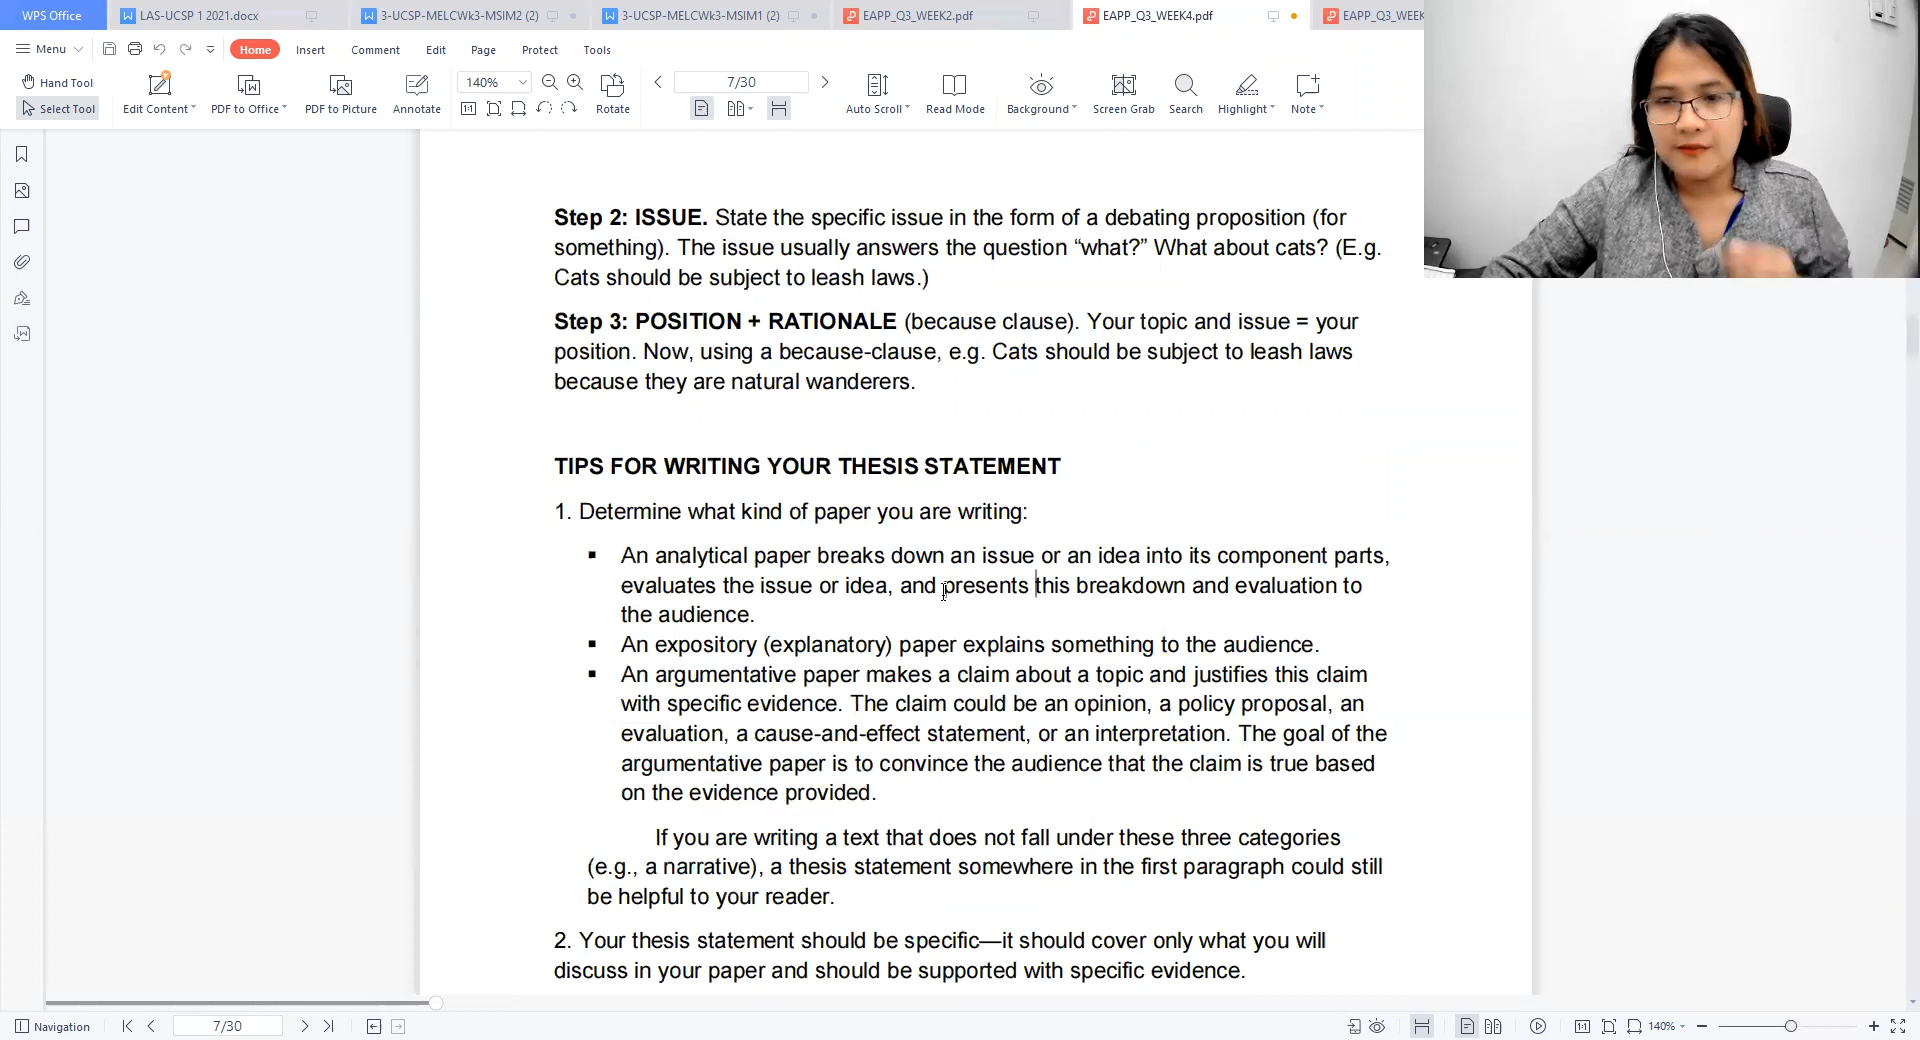 WPS Office
LAS-UCSP 1 2021.docx
3-UCSP-MELCWk3-MSIM2 (2)
3-UCSP-MELCWk3-MSIM1 (2)
EAPP_Q3_WEEK2.pdf
EAPP_Q3_WEEK4.pdf
EAPP_Q3_WEEK
Menu
Home
Insert
Comment
Edit
Page
Protect
Tools
Hand Tool
Select Tool
Edit Content
PDF to Office
PDF to Picture
Annotate
140%
1:1
Rotate
7/30
Auto Scroll
Read Mode
Background
Screen Grab
Search
Highlight
Note
Step 2: ISSUE. State the specific issue in the form of a debating proposition (for
something). The issue usually answers the question “what?” What about cats? (E.g.
Cats should be subject to leash laws.)
Step 3: POSITION + RATIONALE (because clause). Your topic and issue = your
position. Now, using a because-clause, e.g. Cats should be subject to leash laws
because they are natural wanderers.
TIPS FOR WRITING YOUR THESIS STATEMENT
1. Determine what kind of paper you are writing:
▪ An analytical paper breaks down an issue or an idea into its component parts,
evaluates the issue or idea, and presents this breakdown and evaluation to
the audience.
▪ An expository (explanatory) paper explains something to the audience.
▪ An argumentative paper makes a claim about a topic and justifies this claim
with specific evidence. The claim could be an opinion, a policy proposal, an
evaluation, a cause-and-effect statement, or an interpretation. The goal of the
argumentative paper is to convince the audience that the claim is true based
on the evidence provided.
If you are writing a text that does not fall under these three categories
(e.g., a narrative), a thesis statement somewhere in the first paragraph could still
be helpful to your reader.
2. Your thesis statement should be specific—it should cover only what you will
discuss in your paper and should be supported with specific evidence.
Navigation
7/30
1:1
140%